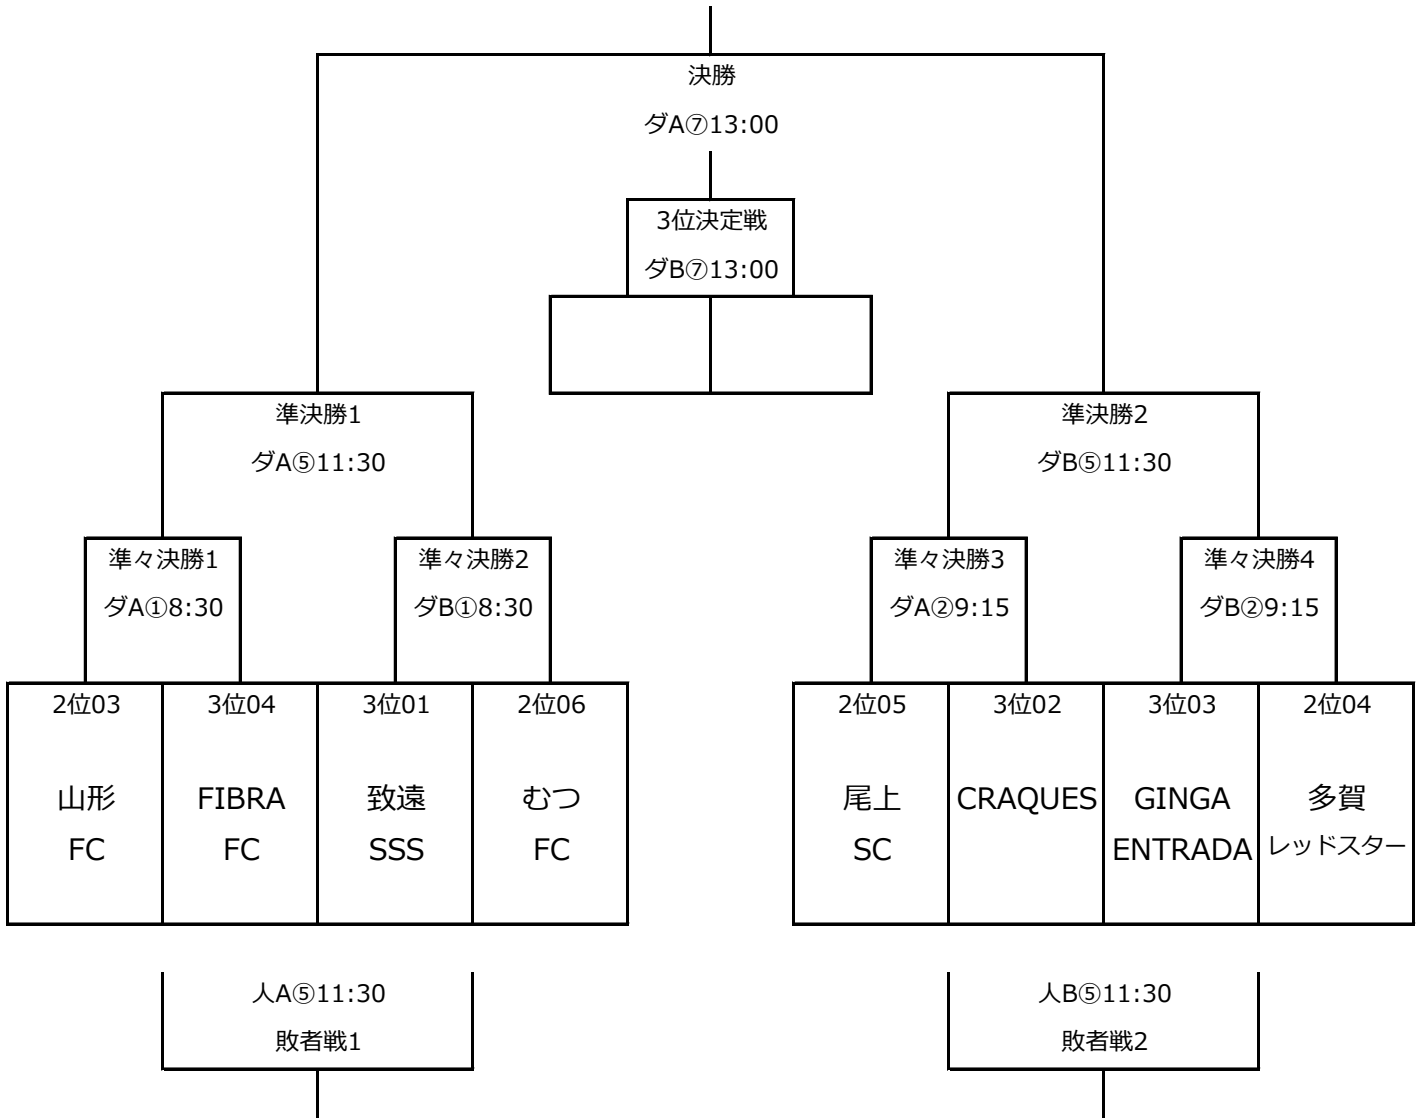 決勝
ダA⑦13:00
3位決定戦
ダB⑦13:00
準決勝1
ダA⑤11:30
準決勝2
ダB⑤11:30
準々決勝1
ダA①8:30
準々決勝2
ダB①8:30
準々決勝3
ダA②9:15
準々決勝4
ダB②9:15
2位03
山形
FC
3位04
FIBRA
FC
3位01
致遠
SSS
2位06
むつ
FC
2位05
尾上
SC
3位02
CRAQUES
3位03
GINGA
ENTRADA
2位04
多賀
レッドスター
人A⑤11:30
敗者戦1
人B⑤11:30
敗者戦2